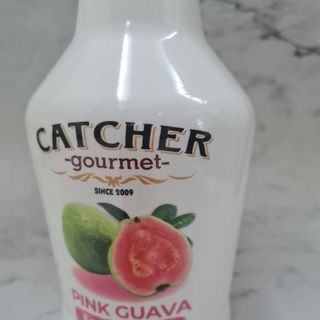 CATCHER
-gourmet-
SINCE 2009
PINK GUAVA